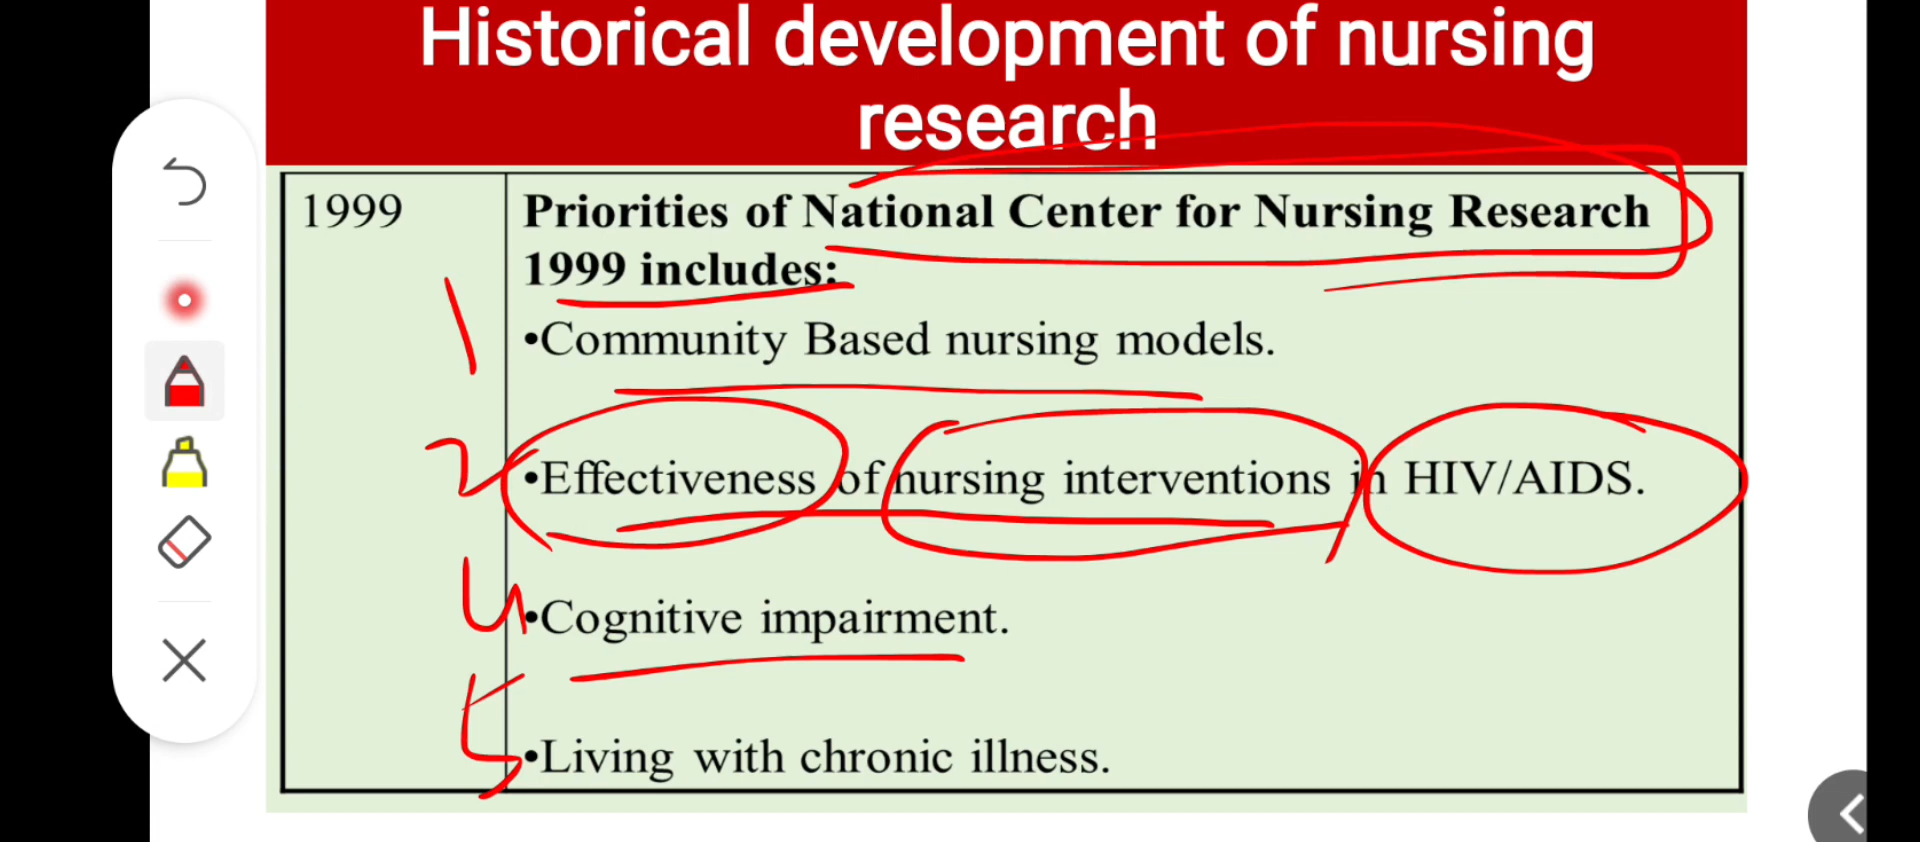 Historical development of nursing
research
1999
Priorities of National Center for Nursing Research
1999 includes:
1
•Community Based nursing models.
2
•Effectiveness of nursing interventions in HIV/AIDS.
4
•Cognitive impairment.
5
•Living with chronic illness.